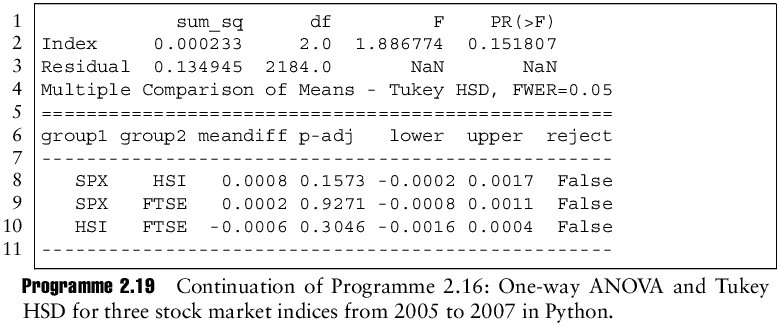 1 sum_sq df F PR(>F)
2 Index 0.000233 2.0 1.886774 0.151807
3 Residual 0.134945 2184.0 NaN NaN
4 Multiple Comparison of Means - Tukey HSD, FWER=0.05
5 =====================================================
6 group1 group2 meandiff p-adj lower upper reject
7 -----------------------------------------------------
8 SPX HSI 0.0008 0.1573 -0.0002 0.0017 False
9 SPX FTSE 0.0002 0.9271 -0.0008 0.0011 False
10 HSI FTSE -0.0006 0.3046 -0.0016 0.0004 False
11 -----------------------------------------------------
Programme 2.19 Continuation of Programme 2.16: One-way ANOVA and Tukey
HSD for three stock market indices from 2005 to 2007 in Python.